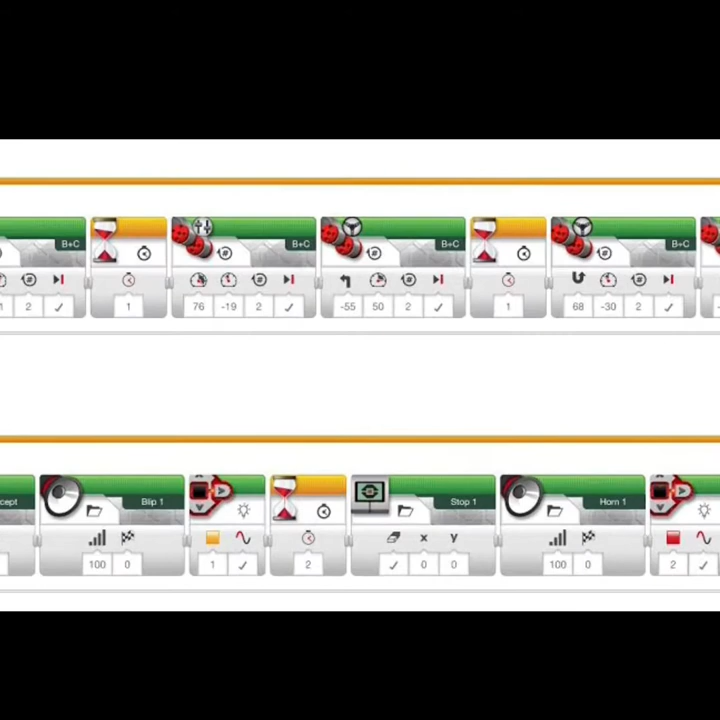 B+C B+C B+C B+C
1 2 1 76 -19 2 -55 50 2 1 68 -30 2
cept Blip 1 Stop 1 Horn 1
100 0 1 2 x y 0 0 100 0 2